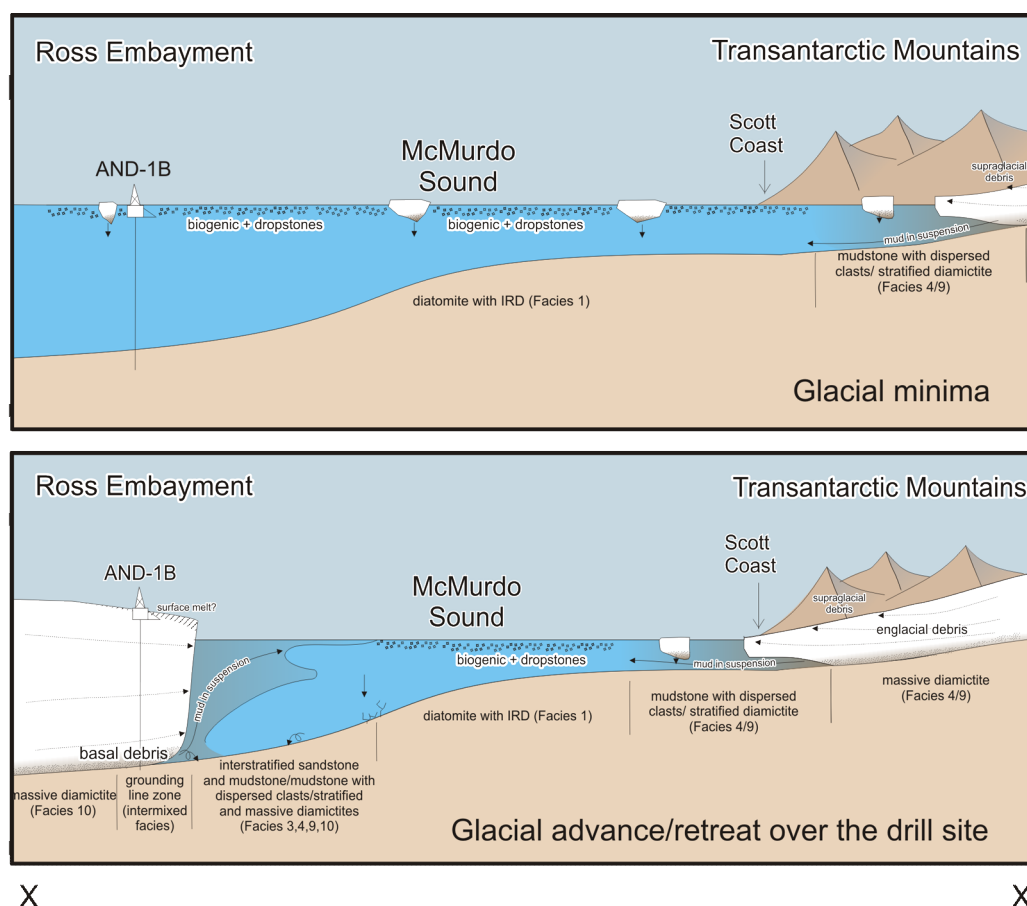 Ross Embayment
Transantarctic Mountains
Scott
Coast
McMurdo
Sound
AND-1B
supraglacial
debris
biogenic + dropstones
biogenic + dropstones
mud in suspension
mudstone with dispersed
clasts/ stratified diamictite
(Facies 4/9)
diatomite with IRD (Facies 1)
Glacial minima
Ross Embayment
Transantarctic Mountains
Scott
Coast
AND-1B
McMurdo
Sound
surface melt?
supraglacial
debris
englacial debris
mud in suspension
biogenic + dropstones
mud in suspension
massive diamictite
(Facies 4/9)
mudstone with dispersed
clasts/ stratified diamictite
(Facies 4/9)
diatomite with IRD (Facies 1)
basal debris
massive diamictite
(Facies 10)
grounding
line zone
(intermixed
facies)
interstratified sandstone
and mudstone/mudstone with
dispersed clasts/stratified
and massive diamictites
(Facies 3,4,9,10)
Glacial advance/retreat over the drill site
X
X